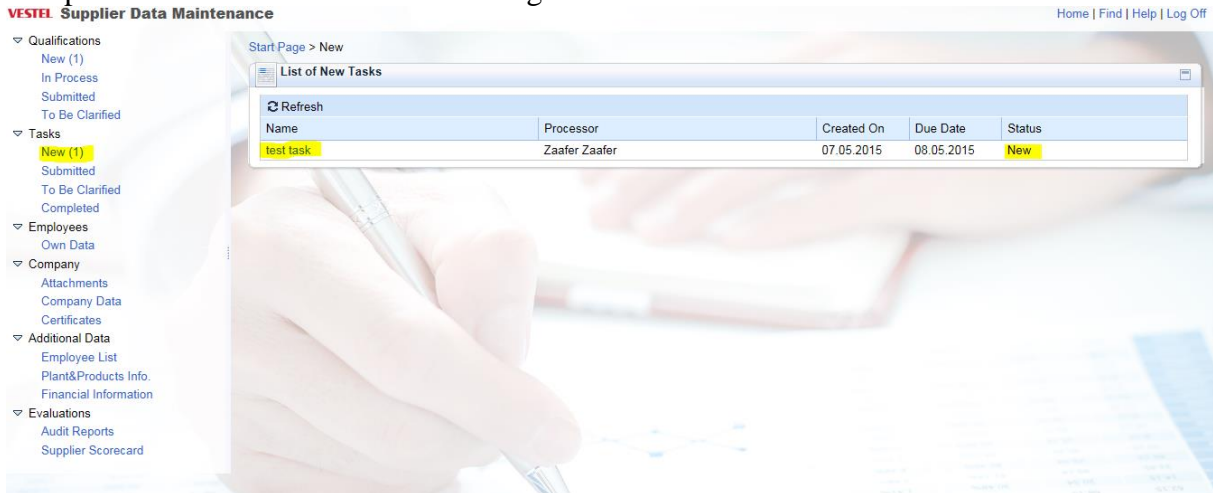 VESTEL Supplier Data Maintenance
Home | Find | Help | Log Off
Qualifications
New (1)
In Process
Submitted
To Be Clarified
Tasks
New (1)
Submitted
To Be Clarified
Completed
Employees
Own Data
Company
Attachments
Company Data
Certificates
Additional Data
Employee List
Plant&Products Info.
Financial Information
Evaluations
Audit Reports
Supplier Scorecard
Start Page > New
List of New Tasks
Refresh
Name Processor Created On Due Date Status
test task Zaafer Zaafer 07.05.2015 08.05.2015 New